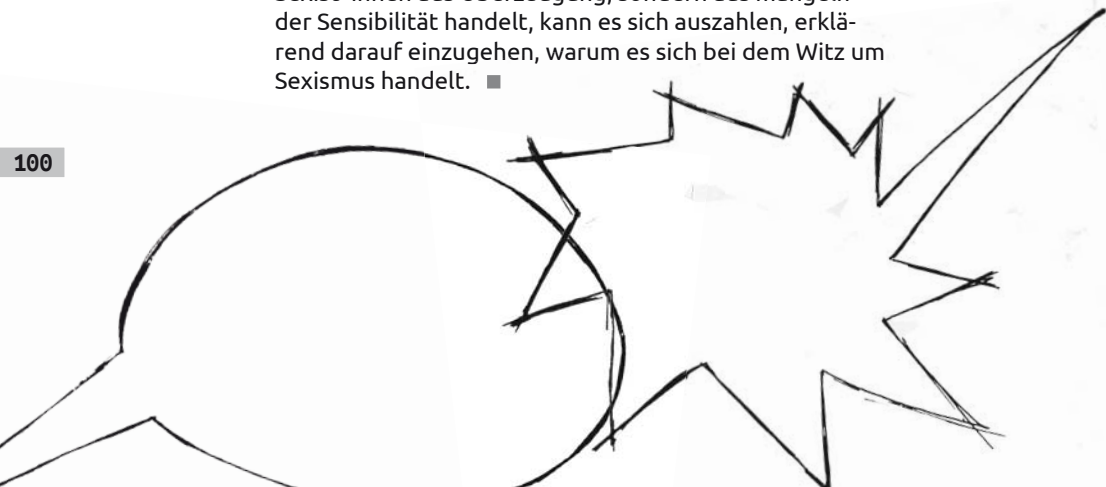 der Sensibilität handelt, kann es sich auszahlen, erklä-
rend darauf einzugehen, warum es sich bei dem Witz um
Sexismus handelt. ■
100